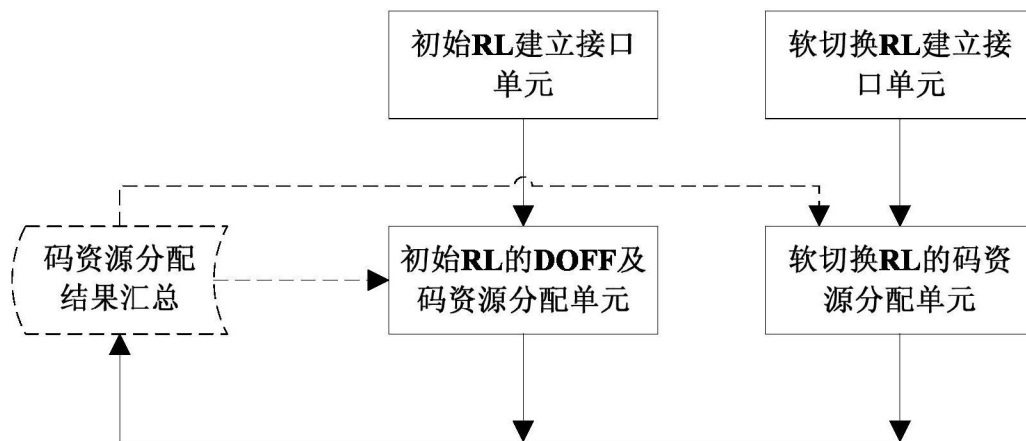 初始RL建立接口
单元
软切换RL建立接
口单元
码资源分配
结果汇总
初始RL的DOFF及
码资源分配单元
软切换RL的码资
源分配单元